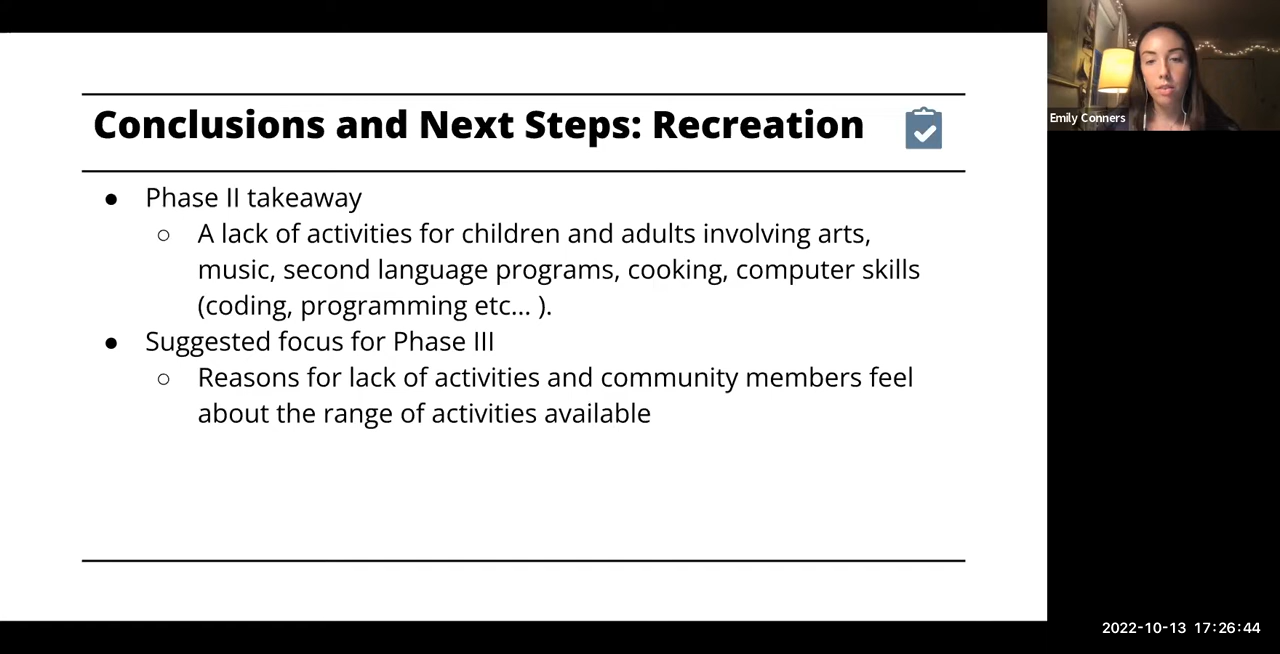 Conclusions and Next Steps: Recreation
● Phase II takeaway
○ A lack of activities for children and adults involving arts,
music, second language programs, cooking, computer skills
(coding, programming etc... ).
● Suggested focus for Phase III
○ Reasons for lack of activities and community members feel
about the range of activities available
Emily Conners
2022-10-13 17:26:44